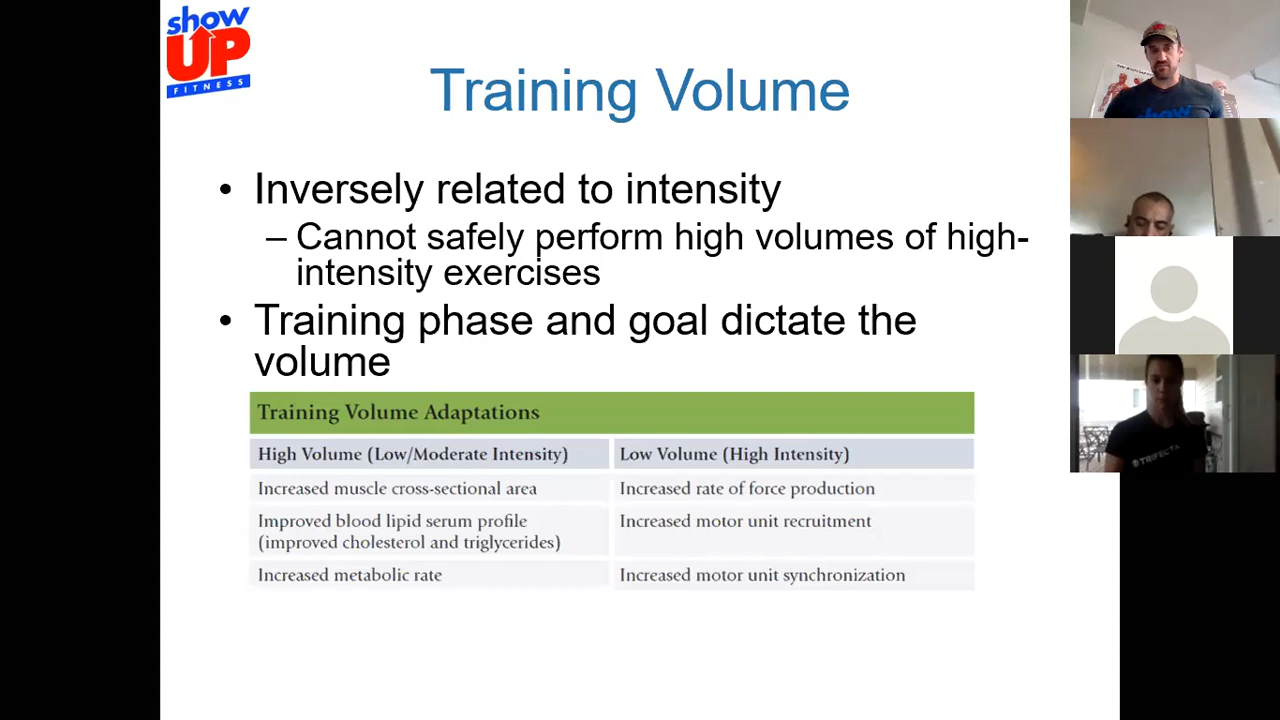 show
UP
FITNESS
Training Volume
• Inversely related to intensity
– Cannot safely perform high volumes of high-
intensity exercises
• Training phase and goal dictate the
volume
Training Volume Adaptations
High Volume (Low/Moderate Intensity)
Low Volume (High Intensity)
Increased muscle cross-sectional area
Increased rate of force production
Improved blood lipid serum profile
(improved cholesterol and triglycerides)
Increased motor unit recruitment
Increased metabolic rate
Increased motor unit synchronization
show
TRIFECTA